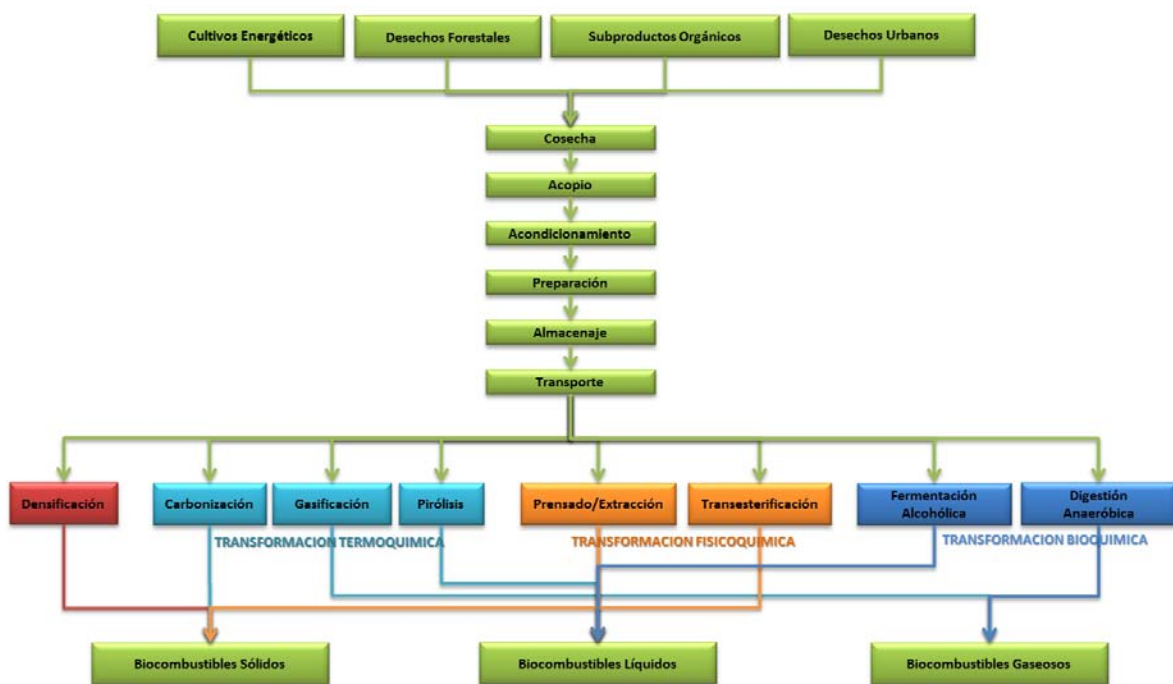 Cultivos Energéticos
Desechos Forestales
Subproductos Orgánicos
Desechos Urbanos
Cosecha
Acopio
Acondicionamiento
Preparación
Almacenaje
Transporte
Densificación
Carbonización
Gasificación
Pirólisis
Prensado/Extracción
Transesterificación
Fermentación
Alcohólica
Digestión
Anaeróbica
TRANSFORMACION TERMOQUIMICA
TRANSFORMACION FISICOQUIMICA
TRANSFORMACION BIOQUIMICA
Biocombustibles Sólidos
Biocombustibles Líquidos
Biocombustibles Gaseosos